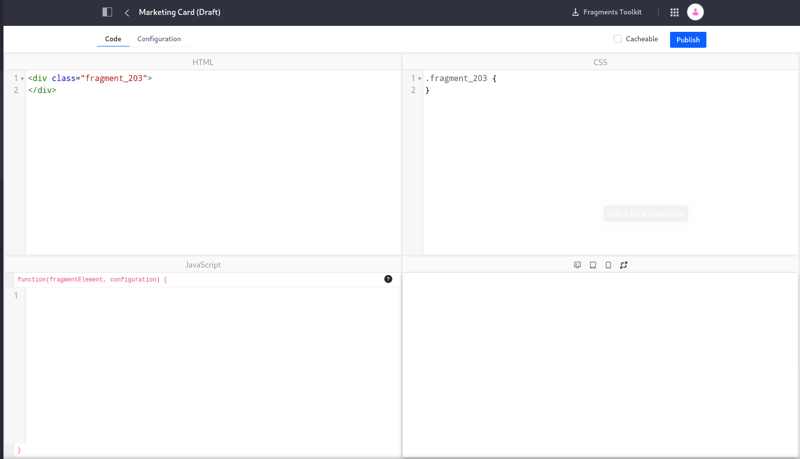 Marketing Card (Draft)
Fragments Toolkit
Code
Configuration
Cacheable
Publish
HTML
1 <div class="fragment_203">
2 </div>
CSS
1 .fragment_203 {
2 }
Take a New Screenshot
JavaScript
function(fragmentElement, configuration) {
?
1
}